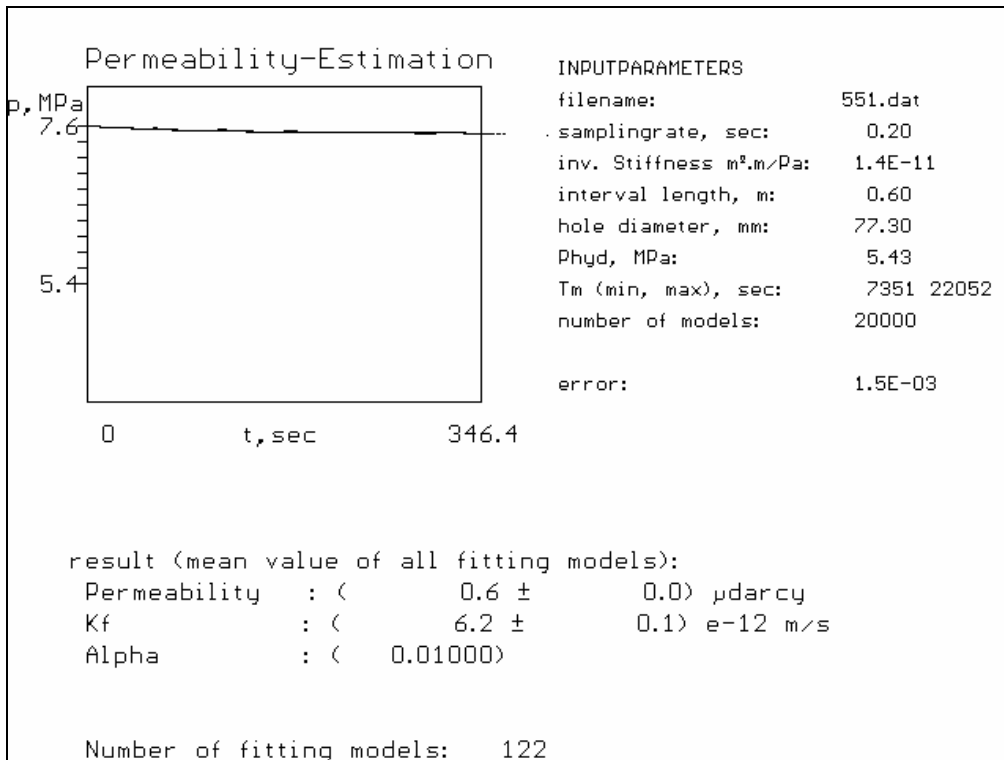 Permeability-Estimation
p,MPa
7.6
5.4
0 t,sec 346.4
INPUTPARAMETERS
filename: 551.dat
samplingrate, sec: 0.20
inv. Stiffness m².m/Pa: 1.4E-11
interval length, m: 0.60
hole diameter, mm: 77.30
Phyd, MPa: 5.43
Tm (min, max), sec: 7351 22052
number of models: 20000
error: 1.5E-03
result (mean value of all fitting models):
Permeability : ( 0.6 ± 0.0) µdarcy
Kf : ( 6.2 ± 0.1) e-12 m/s
Alpha : ( 0.01000)
Number of fitting models: 122